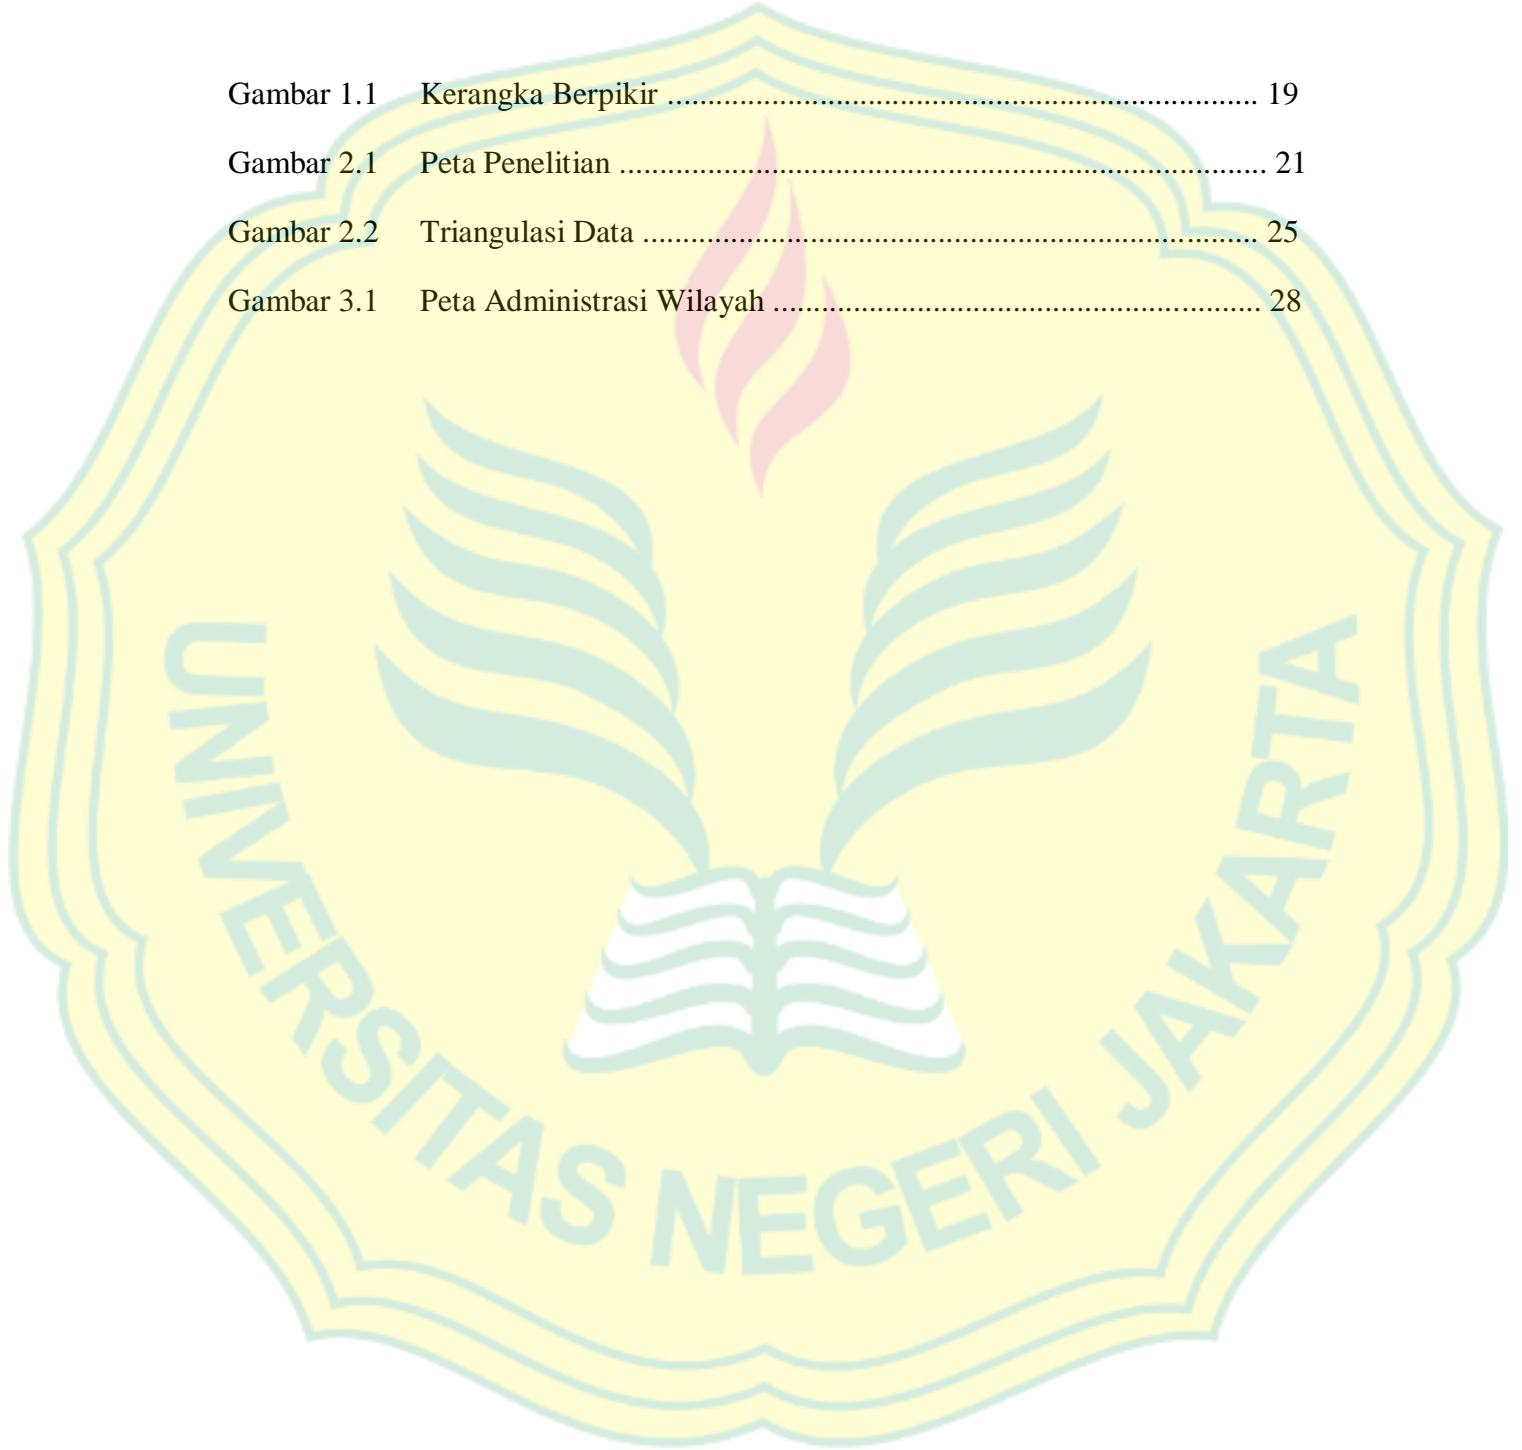 Gambar 1.1 Kerangka Berpikir ........................................................................... 19
Gambar 2.1 Peta Penelitian .................................................................................. 21
Gambar 2.2 Triangulasi Data .............................................................................. 25
Gambar 3.1 Peta Administrasi Wilayah .............................................................. 28
UNIVERSITAS NEGERI JAKARTA